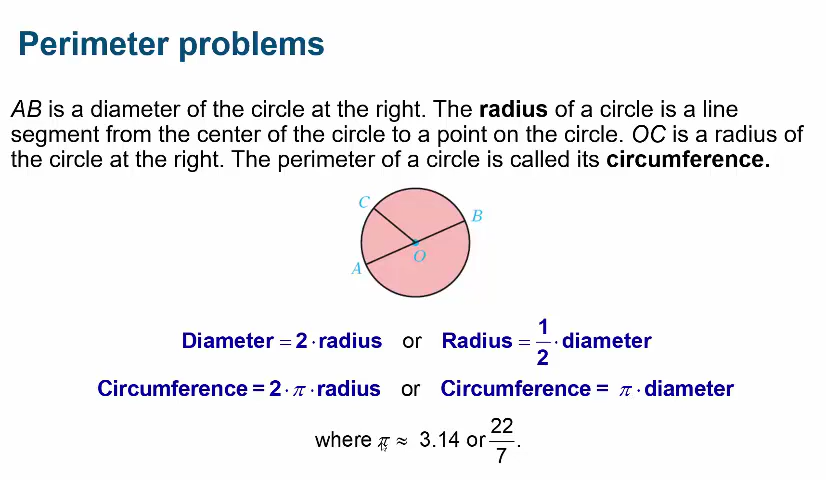 Perimeter problems
AB is a diameter of the circle at the right. The radius of a circle is a line
segment from the center of the circle to a point on the circle. OC is a radius of
the circle at the right. The perimeter of a circle is called its circumference.
C
B
O
A
Diameter = 2 · radius or Radius = 1/2 · diameter
Circumference = 2 · π · radius or Circumference = π · diameter
where π ≈ 3.14 or 22/7.